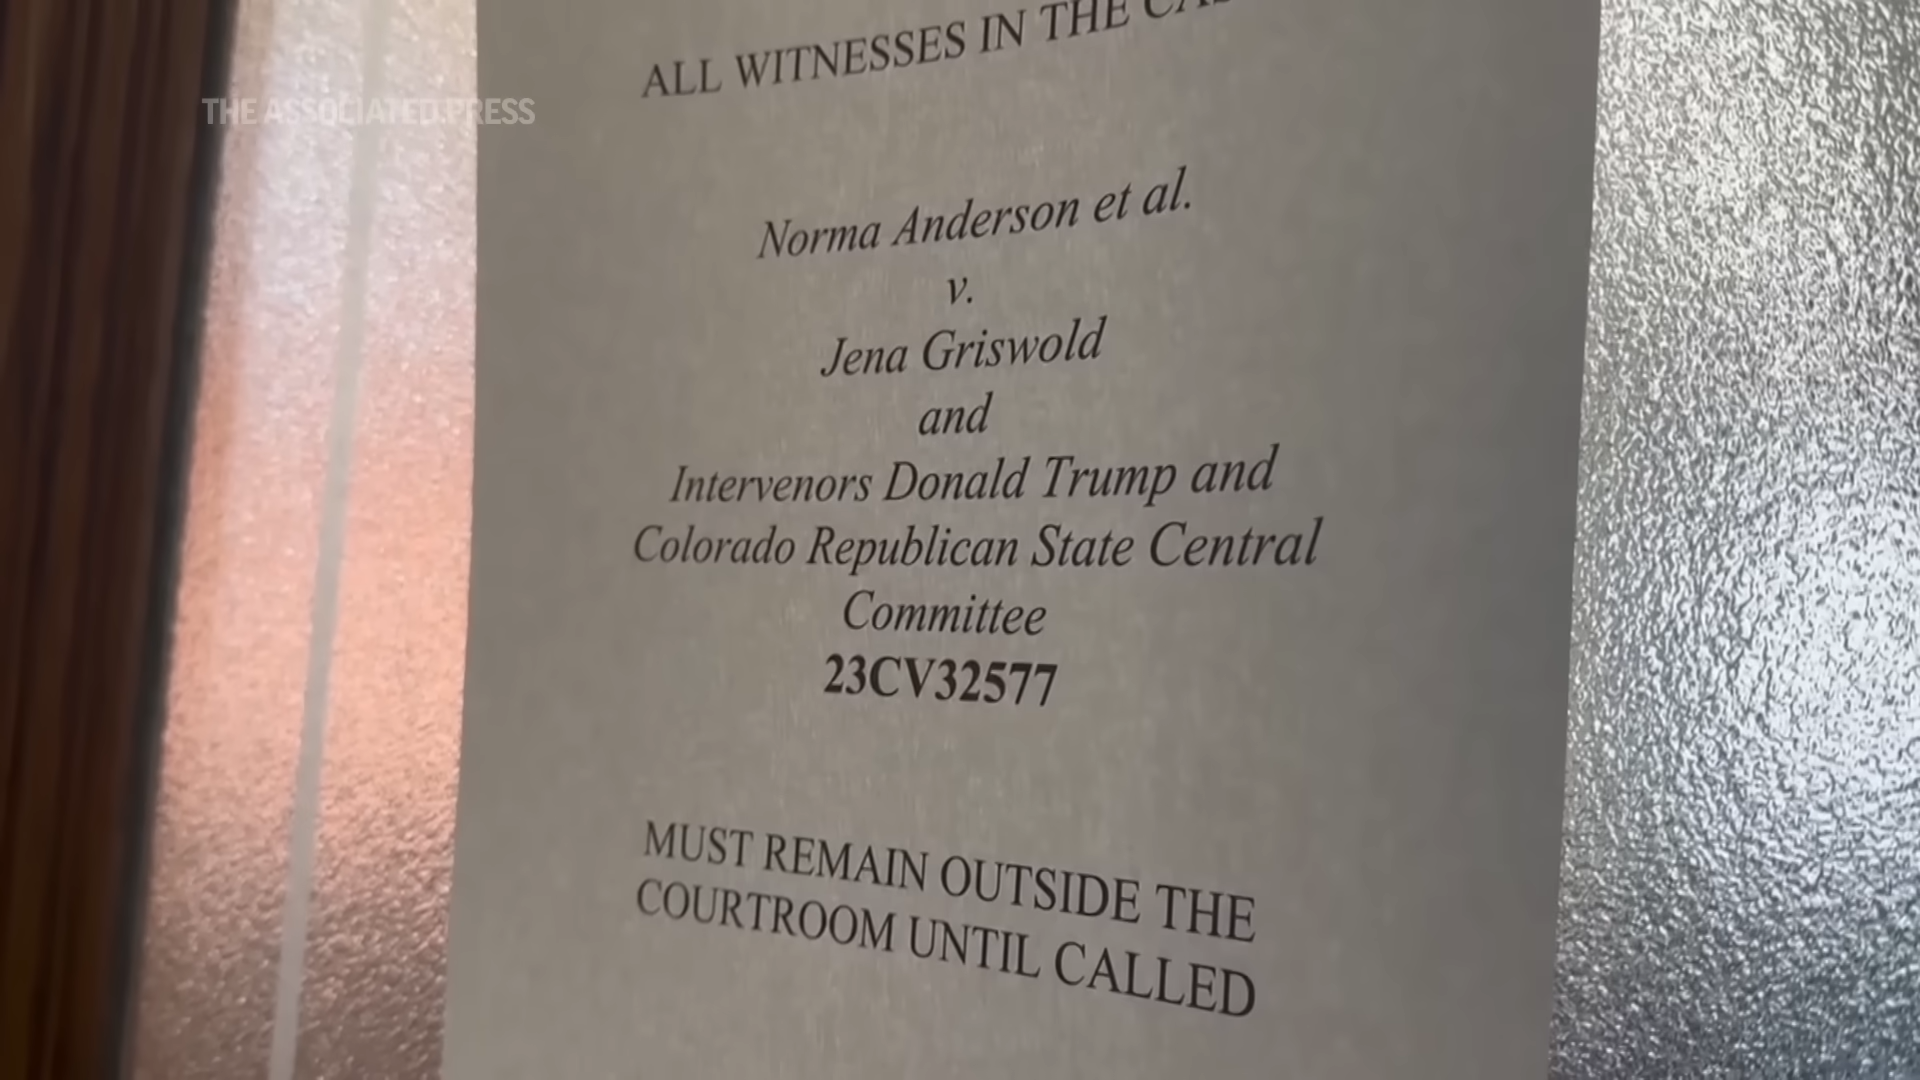 ALL WITNESSES IN THE
THE ASSOCIATED PRESS
Norma Anderson et al.
v.
Jena Griswold
and
Intervenors Donald Trump and
Colorado Republican State Central
Committee
23CV32577
MUST REMAIN OUTSIDE THE
COURTROOM UNTIL CALLED